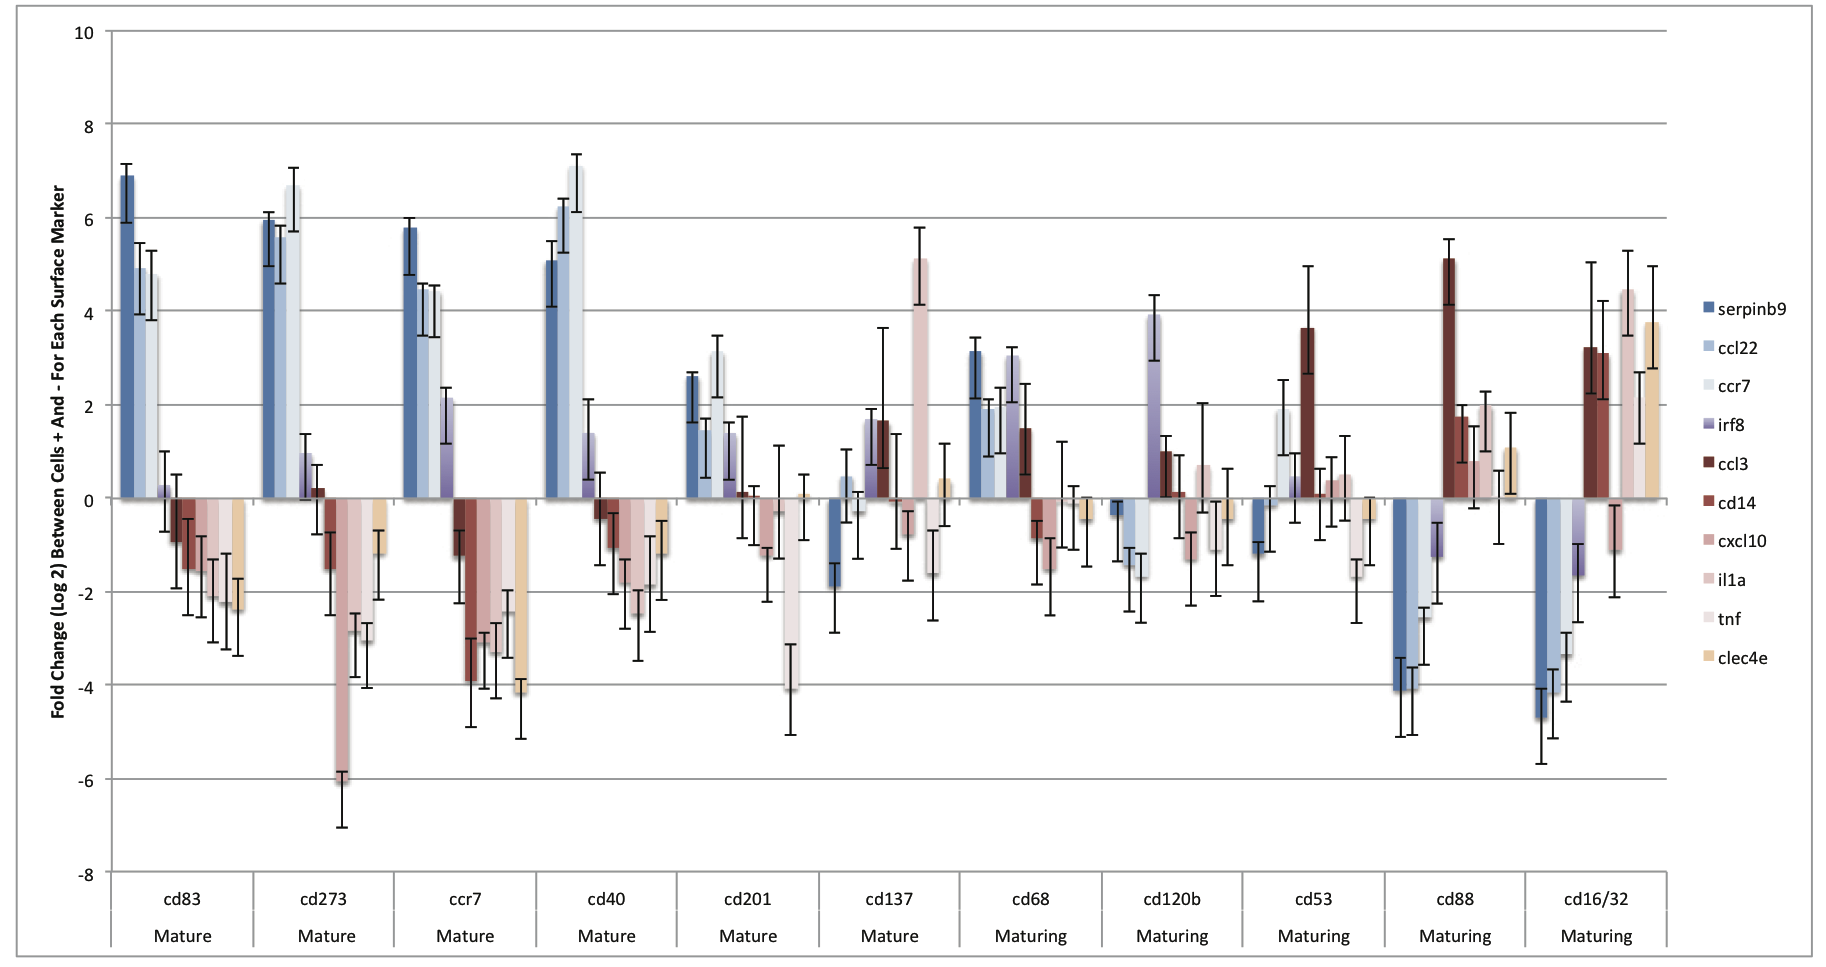 10
8
6
4
2
0
-2
-4
-6
-8
Fold Change (Log 2) Between Cells + And - For Each Surface Marker
cd83 cd273 ccr7 cd40 cd201 cd137 cd68 cd120b cd53 cd88 cd16/32
Mature Mature Mature Mature Mature Mature Maturing Maturing Maturing Maturing Maturing
serpinb9
ccl22
ccr7
irf8
ccl3
cd14
cxcl10
il1a
tnf
clec4e